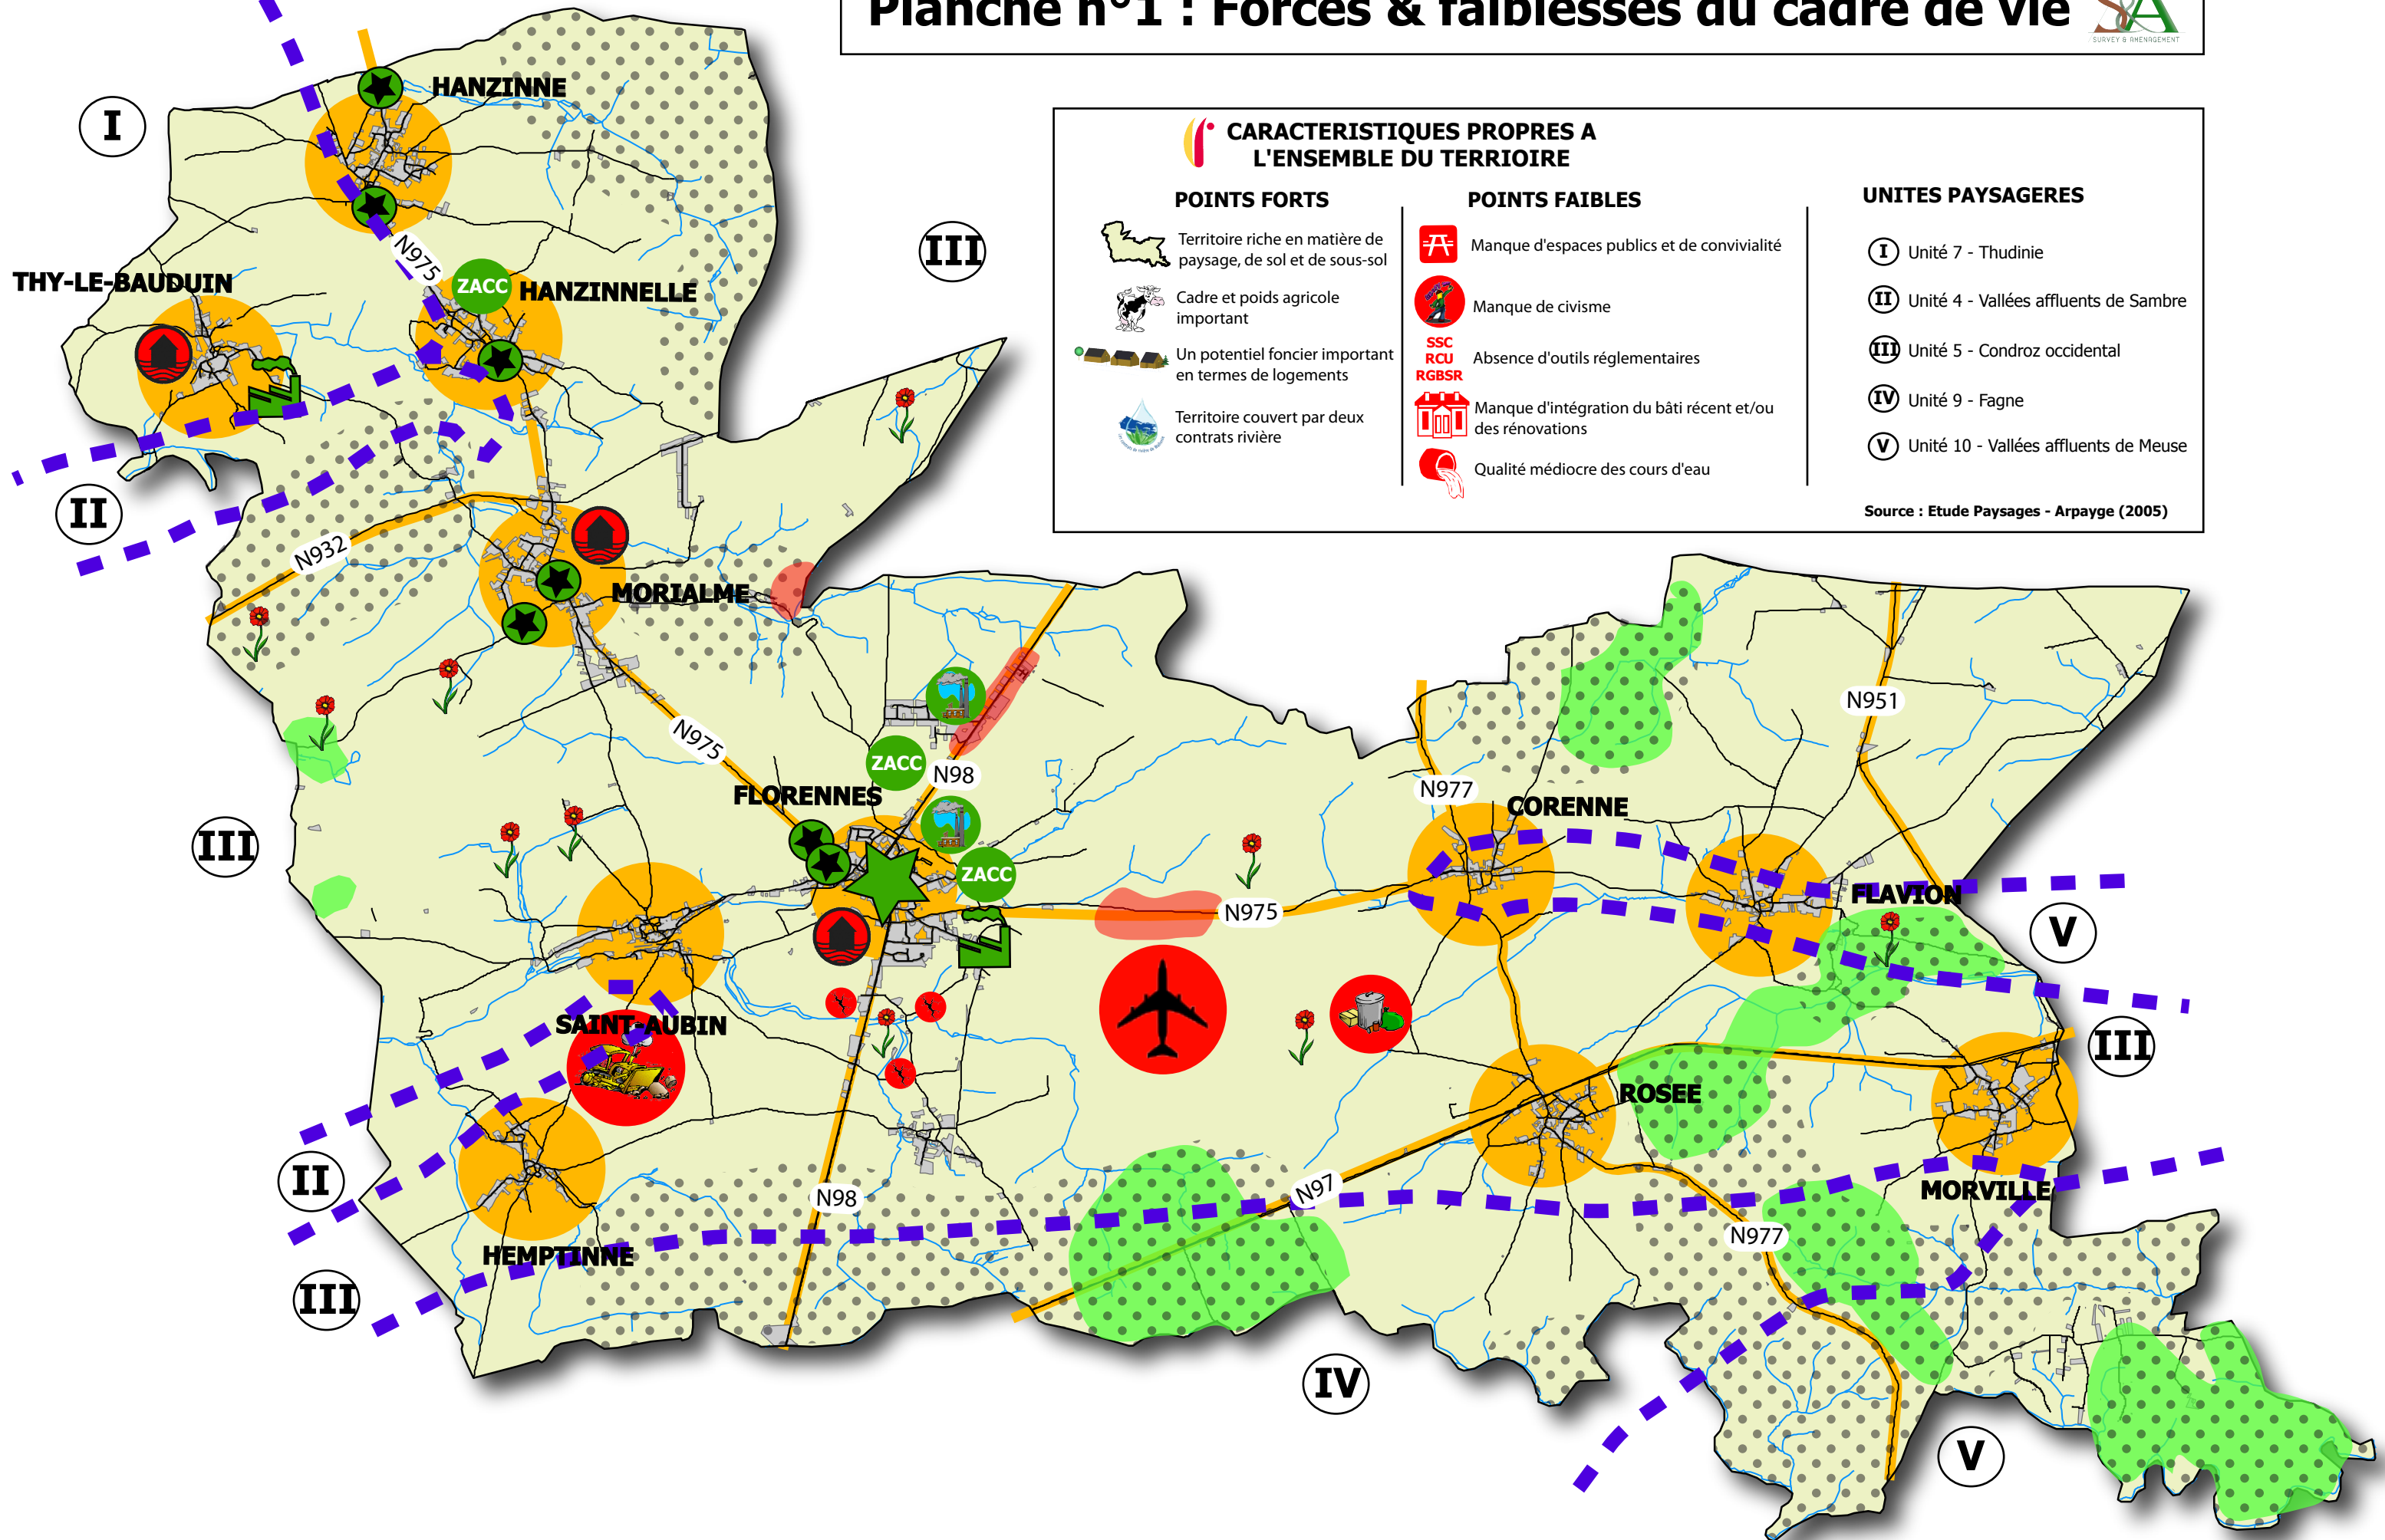 Planche n°1 : Forces & faiblesses du cadre de vie
SURVEY & AMENAGEMENT
CARACTERISTIQUES PROPRES A
L'ENSEMBLE DU TERRIOIRE
POINTS FORTS
Territoire riche en matière de
paysage, de sol et de sous-sol
Cadre et poids agricole
important
Un potentiel foncier important
en termes de logements
Territoire couvert par deux
contrats rivière
POINTS FAIBLES
Manque d'espaces publics et de convivialité
Manque de civisme
SSC
RCU
RGBSR
Absence d'outils réglementaires
Manque d'intégration du bâti récent et/ou
des rénovations
Qualité médiocre des cours d'eau
UNITES PAYSAGERES
I Unité 7 - Thudinie
II Unité 4 - Vallées affluents de Sambre
III Unité 5 - Condroz occidental
IV Unité 9 - Fagne
V Unité 10 - Vallées affluents de Meuse
Source : Etude Paysages - Arpayge (2005)
HANZINNE
I
III
N975
THY-LE-BAUDUIN
ZACC
HANZINNELLE
II
N932
MORIALME
N951
N975
ZACC
N98
N977
FLORENNES
CORENNE
III
ZACC
FLAVION
N975
V
SAINT-AUBIN
III
ROSEE
II
N98
N97
MORVILLE
N977
HEMPTINNE
III
IV
V